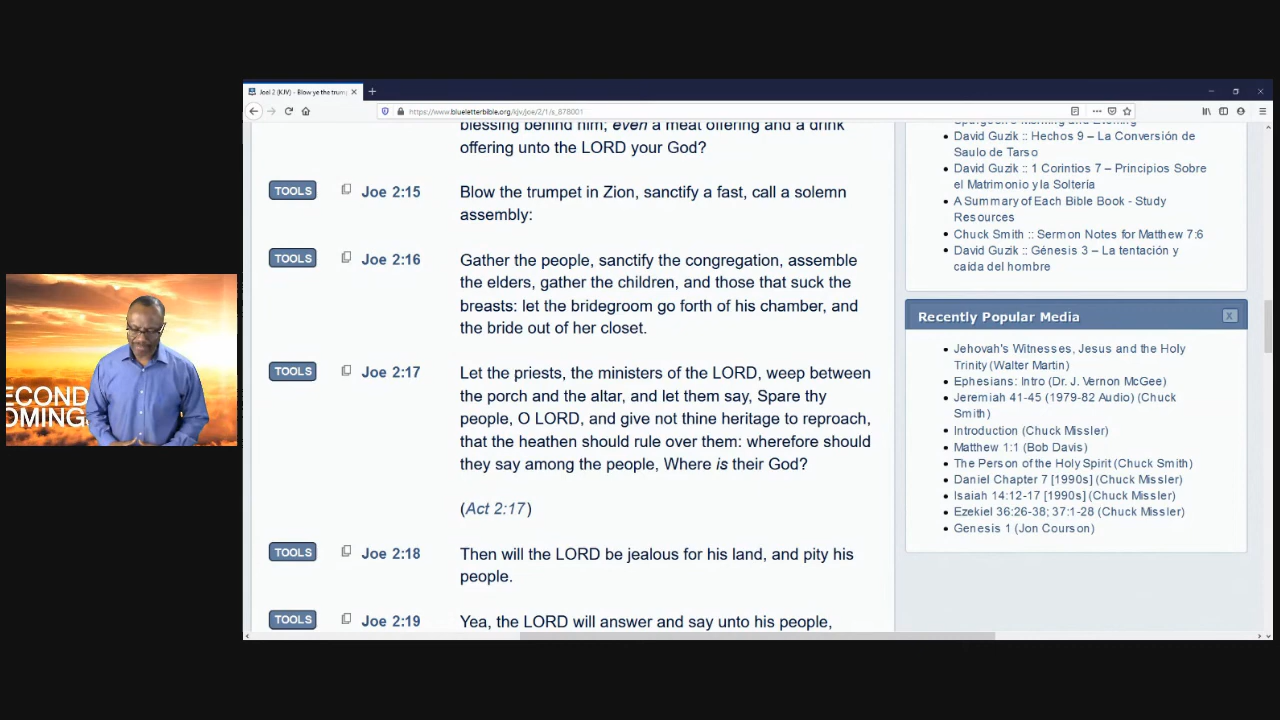 Joel 2 (KJV) - Blow ye the trum
https://www.blueletterbible.org/kjv/joe/2/1/s_878001
blessing behind him; even a meat offering and a drink
offering unto the LORD your God?
TOOLS
Joe 2:15
Blow the trumpet in Zion, sanctify a fast, call a solemn
assembly:
TOOLS
Joe 2:16
Gather the people, sanctify the congregation, assemble
the elders, gather the children, and those that suck the
breasts: let the bridegroom go forth of his chamber, and
the bride out of her closet.
TOOLS
Joe 2:17
Let the priests, the ministers of the LORD, weep between
the porch and the altar, and let them say, Spare thy
people, O LORD, and give not thine heritage to reproach,
that the heathen should rule over them: wherefore should
they say among the people, Where is their God?
(Act 2:17)
TOOLS
Joe 2:18
Then will the LORD be jealous for his land, and pity his
people.
TOOLS
Joe 2:19
Yea, the LORD will answer and say unto his people,
David Guzik :: Hechos 9 – La Conversión de
Saulo de Tarso
David Guzik :: 1 Corintios 7 – Principios Sobre
el Matrimonio y la Soltería
A Summary of Each Bible Book - Study
Resources
Chuck Smith :: Sermon Notes for Matthew 7:6
David Guzik :: Génesis 3 – La tentación y
caída del hombre
Recently Popular Media
X
Jehovah's Witnesses, Jesus and the Holy
Trinity (Walter Martin)
Ephesians: Intro (Dr. J. Vernon McGee)
Jeremiah 41-45 (1979-82 Audio) (Chuck
Smith)
Introduction (Chuck Missler)
Matthew 1:1 (Bob Davis)
The Person of the Holy Spirit (Chuck Smith)
Daniel Chapter 7 [1990s] (Chuck Missler)
Isaiah 14:12-17 [1990s] (Chuck Missler)
Ezekiel 36:26-38; 37:1-28 (Chuck Missler)
Genesis 1 (Jon Courson)
ECOND
OMING